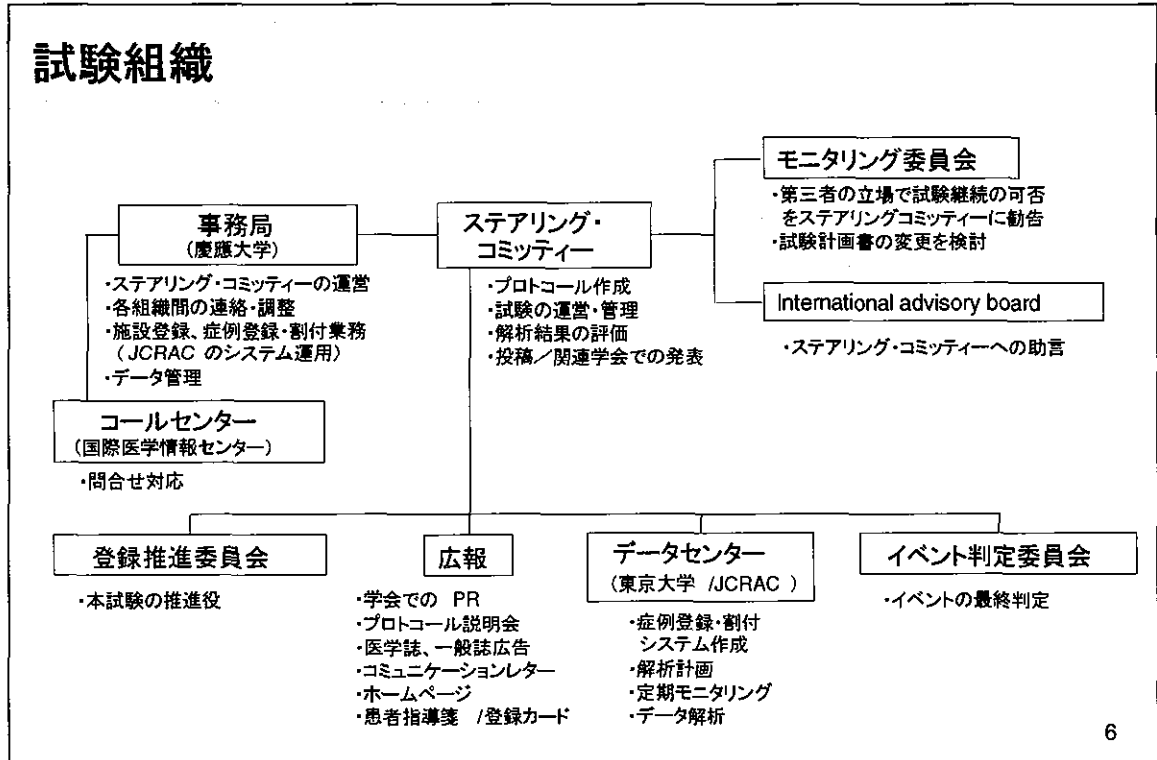 試験組織
モニタリング委員会
・第三者の立場で試験継続の可否
をステアリングコミッティーに勧告
・試験計画書の変更を検討
事務局
(慶應大学)
・ステアリング・コミッティーの運営
・各組織間の連絡・調整
・施設登録、症例登録・割付業務
( JCRAC のシステム運用)
・データ管理
ステアリング・
コミッティー
・プロトコール作成
・試験の運営・管理
・解析結果の評価
・投稿／関連学会での発表
International advisory board
・ステアリング・コミッティーへの助言
コールセンター
(国際医学情報センター)
・問合せ対応
登録推進委員会
・本試験の推進役
広報
・学会での PR
・プロトコール説明会
・医学誌、一般誌広告
・コミュニケーションレター
・ホームページ
・患者指導箋 /登録カード
データセンター
(東京大学 /JCRAC )
・症例登録・割付
システム作成
・解析計画
・定期モニタリング
・データ解析
イベント判定委員会
・イベントの最終判定
6